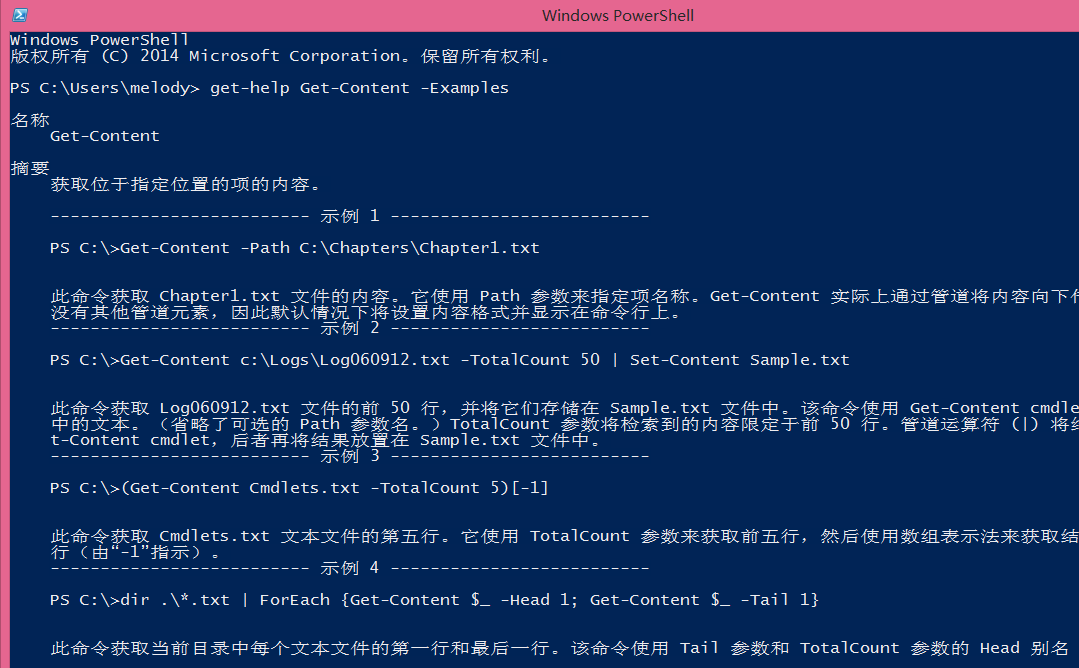 Windows PowerShell
Windows PowerShell
版权所有 (C) 2014 Microsoft Corporation。保留所有权利。
PS C:\Users\melody> get-help Get-Content -Examples
名称
Get-Content
摘要
获取位于指定位置的项的内容。
-------------------------- 示例 1 --------------------------
PS C:\>Get-Content -Path C:\Chapters\Chapter1.txt
此命令获取 Chapter1.txt 文件的内容。它使用 Path 参数来指定项名称。Get-Content 实际上通过管道将内容向下
没有其他管道元素，因此默认情况下将设置内容格式并显示在命令行上。
-------------------------- 示例 2 --------------------------
PS C:\>Get-Content c:\Logs\Log060912.txt -TotalCount 50 | Set-Content Sample.txt
此命令获取 Log060912.txt 文件的前 50 行，并将它们存储在 Sample.txt 文件中。该命令使用 Get-Content cmdle
中的文本。（省略了可选的 Path 参数名。）TotalCount 参数将检索到的内容限定于前 50 行。管道运算符 (|) 将
t-Content cmdlet，后者再将结果放置在 Sample.txt 文件中。
-------------------------- 示例 3 --------------------------
PS C:\>(Get-Content Cmdlets.txt -TotalCount 5)[-1]
此命令获取 Cmdlets.txt 文本文件的第五行。它使用 TotalCount 参数来获取前五行，然后使用数组表示法来获取结
行（由“-1”指示）。
-------------------------- 示例 4 --------------------------
PS C:\>dir .\*.txt | ForEach {Get-Content $_ -Head 1; Get-Content $_ -Tail 1}
此命令获取当前目录中每个文本文件的第一行和最后一行。该命令使用 Tail 参数和 TotalCount 参数的 Head 别名